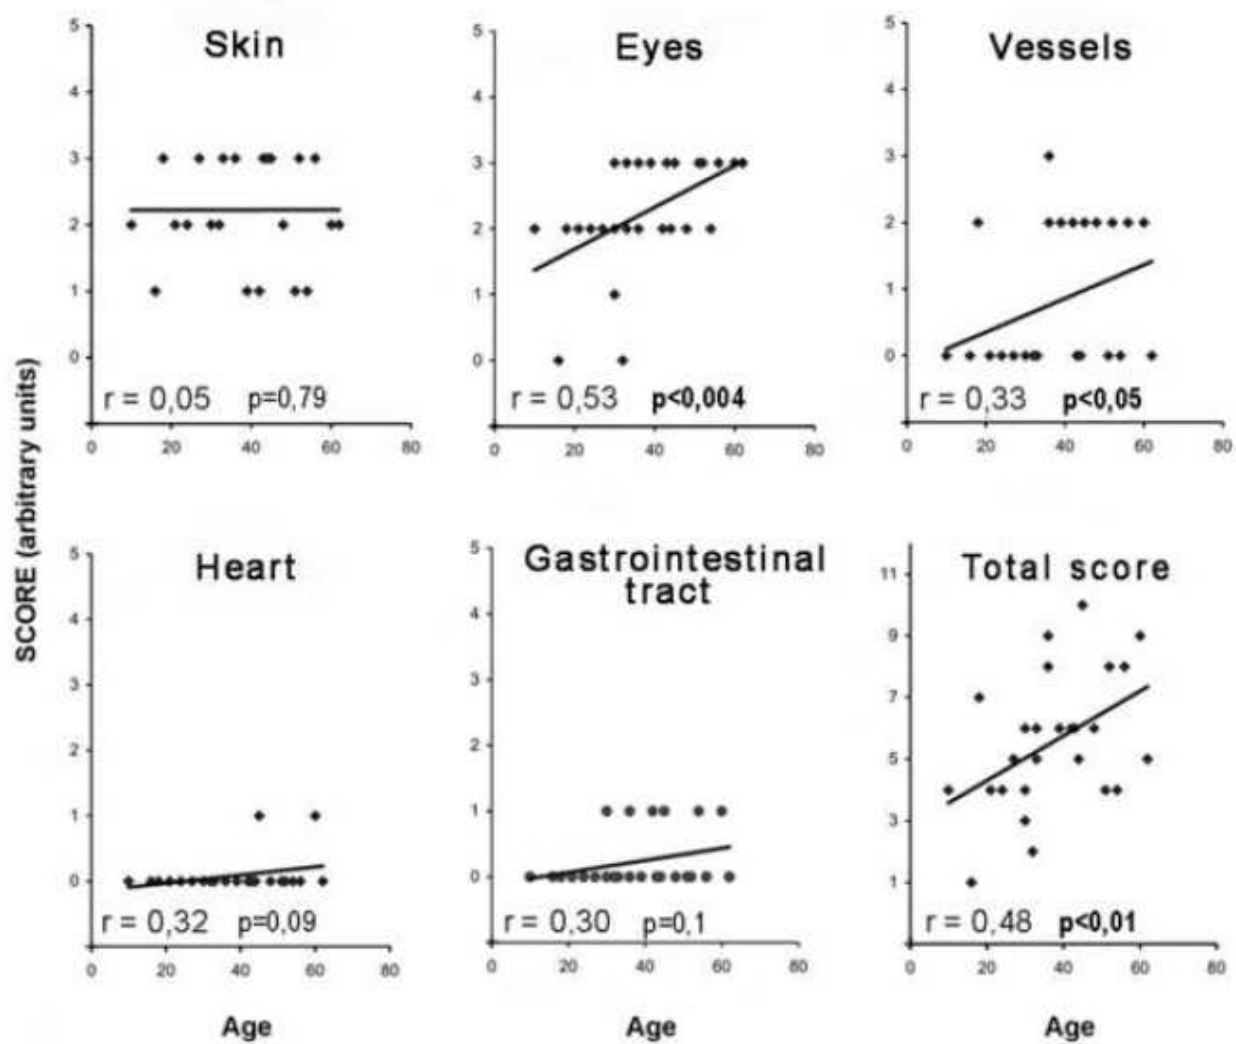 SCORE (arbitrary units)
Skin
5
4
3
2
1
0
r = 0,05 p=0,79
0 20 40 60 80
Eyes
5
4
3
2
1
0
r = 0,53 p<0,004
0 20 40 60 80
Vessels
5
4
3
2
1
0
r = 0,33 p<0,05
0 20 40 60 80
Heart
5
4
3
2
1
0
r = 0,32 p=0,09
0 20 40 60 80
Age
Gastrointestinal
tract
5
4
3
2
1
0
r = 0,30 p=0,1
0 20 40 60 80
Age
Total score
11
9
7
5
3
1
r = 0,48 p<0,01
0 20 40 60 80
Age